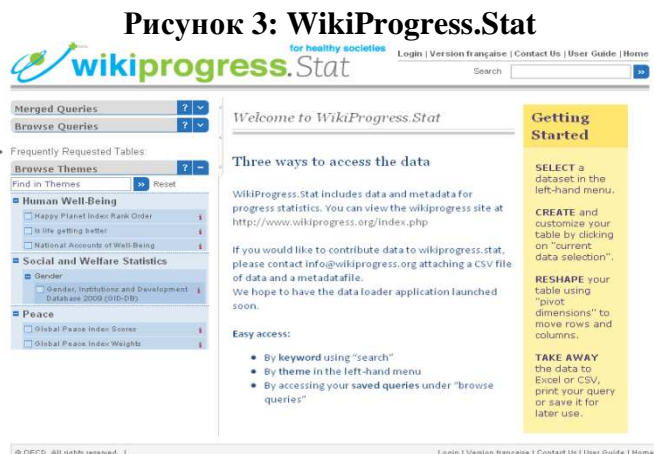 Рисунок 3: WikiProgress.Stat
for healthy societies
wikiprogress.Stat
Login | Version française | Contact Us | User Guide | Home
Search
Merged Queries
Browse Queries
Frequently Requested Tables:
Browse Themes
Find in Themes
Reset
Human Well-Being
Happy Planet Index Rank Order
Is life getting better
National Accounts of Well-Being
Social and Welfare Statistics
Gender
Gender, Institutions and Development
Database 2009 (GID-DB)
Peace
Global Peace Index Scores
Global Peace Index Weights
Welcome to WikiProgress.Stat
Three ways to access the data
WikiProgress.Stat includes data and metadata for
progress statistics. You can view the wikiprogress site at
http://www.wikiprogress.org/index.php
If you would like to contribute data to wikiprogress.stat,
please contact info@wikiprogress.org attaching a CSV file
of data and a metadatafile.
We hope to have the data loader application launched
soon.
Easy access:
• By keyword using "search"
• By theme in the left-hand menu
• By accessing your saved queries under "browse
queries"
Getting
Started
SELECT a
dataset in the
left-hand menu.
CREATE and
customize your
table by clicking
on "current
data selection".
RESHAPE your
table using
"pivot
dimensions" to
move rows and
columns.
TAKE AWAY
the data to
Excel or CSV,
print your query
or save it for
later use.
© OECD. All rights reserved. |
Login | Version française | Contact Us | User Guide | Home